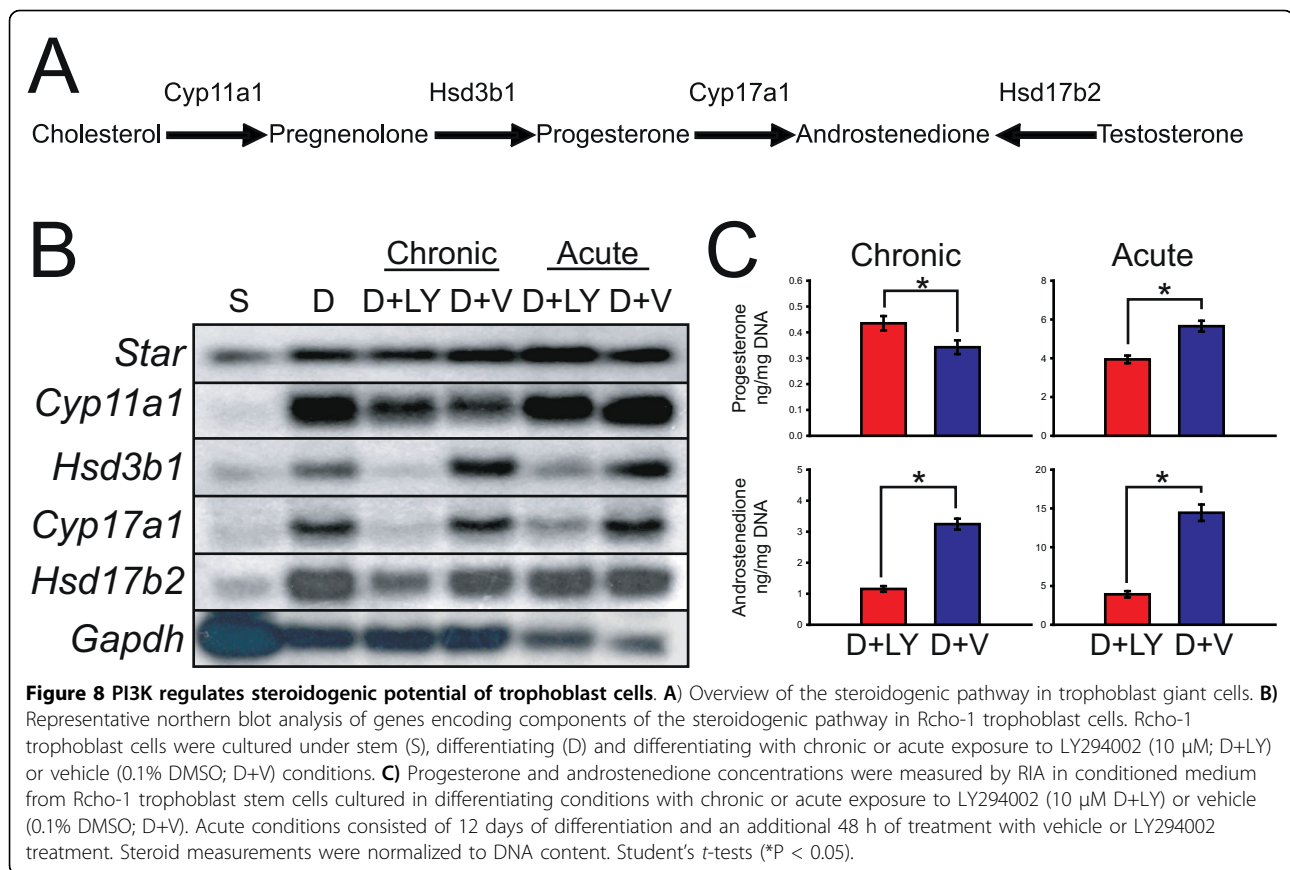 A
Cyp11a1 Hsd3b1 Cyp17a1 Hsd17b2
Cholesterol Pregnenolone Progesterone Androstenedione Testosterone
B
Chronic Acute
S D D+LY D+V D+LY D+V
Star
Cyp11a1
Hsd3b1
Cyp17a1
Hsd17b2
Gapdh
C
Chronic Acute
Progesterone
ng/mg DNA
0.6
0.5
0.4
0.3
0.2
0.1
0.0
*
8
6
4
2
0
*
Androstenedione
ng/mg DNA
5
4
3
2
1
0
*
20
15
10
5
0
*
D+LY D+V D+LY D+V
Figure 8 PI3K regulates steroidogenic potential of trophoblast cells. A) Overview of the steroidogenic pathway in trophoblast giant cells. B)
Representative northern blot analysis of genes encoding components of the steroidogenic pathway in Rcho-1 trophoblast cells. Rcho-1
trophoblast cells were cultured under stem (S), differentiating (D) and differentiating with chronic or acute exposure to LY294002 (10 μM; D+LY)
or vehicle (0.1% DMSO; D+V) conditions. C) Progesterone and androstenedione concentrations were measured by RIA in conditioned medium
from Rcho-1 trophoblast stem cells cultured in differentiating conditions with chronic or acute exposure to LY294002 (10 μM D+LY) or vehicle
(0.1% DMSO; D+V). Acute conditions consisted of 12 days of differentiation and an additional 48 h of treatment with vehicle or LY294002
treatment. Steroid measurements were normalized to DNA content. Student's t-tests (*P < 0.05).